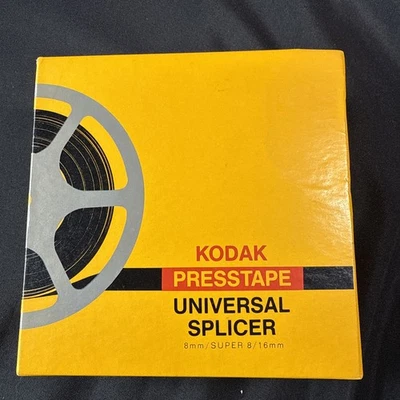 KODAK
PRESSTAPE
UNIVERSAL
SPLICER
8mm/SUPER 8/16mm